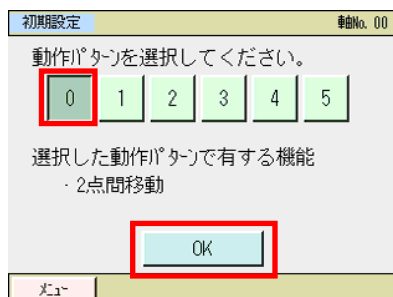 初期設定 軸No. 00
動作ﾊﾟﾀｰﾝを選択してください。
0 1 2 3 4 5
選択した動作ﾊﾟﾀｰﾝで有する機能
・2点間移動
OK
ﾒﾆｭｰ